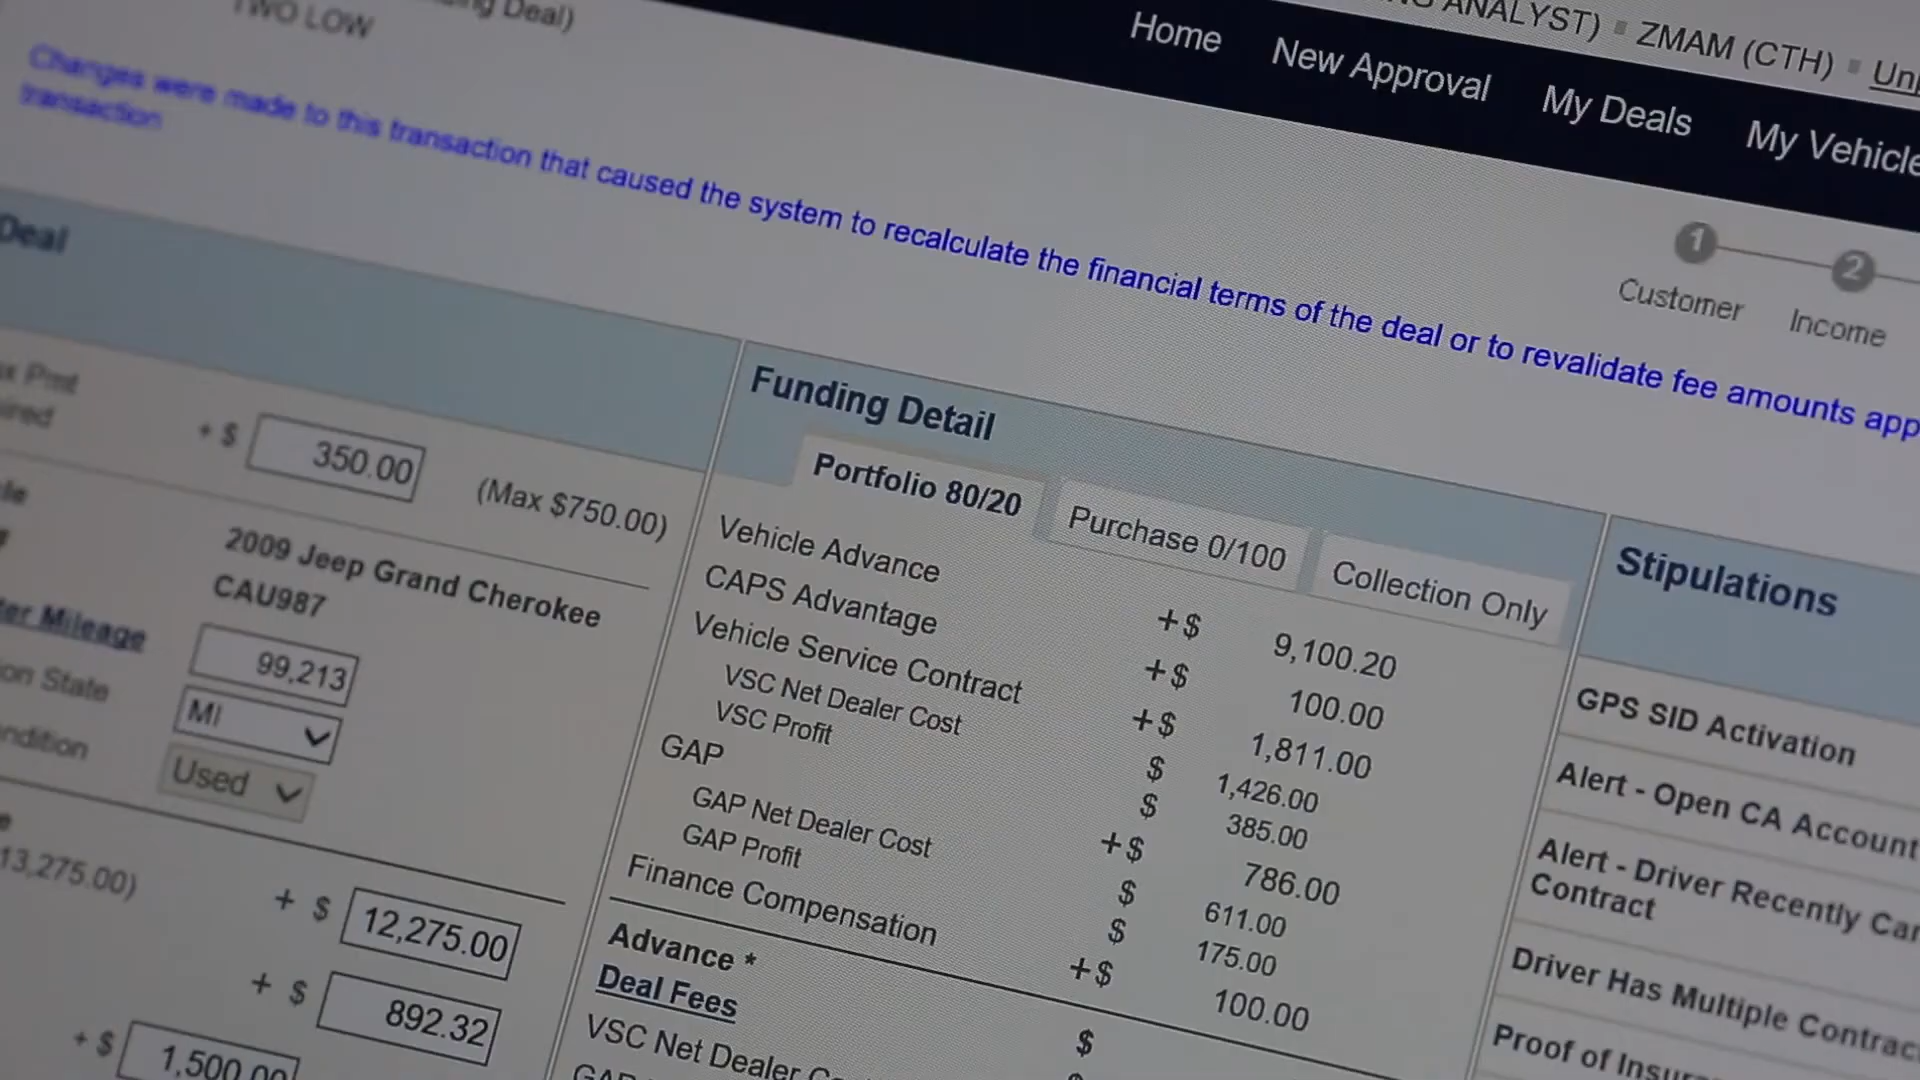 ANALYST) ▪ ZMAM (CTH) ▪
Deal)
TWO LOW
Home New Approval My Deals My Vehicle
Changes were made to this transaction that caused the system to recalculate the financial terms of the deal or to revalidate fee amounts app
transaction
1 2
Customer Income
Deal
Pmt
+ $ 350.00 (Max $750.00)
2009 Jeep Grand Cherokee
CAU987
Mileage 99,213
State MI
Used
13,275.00)
+ $ 12,275.00
+ $ 892.32
+ $ 1,500.00
Funding Detail
Portfolio 80/20 Purchase 0/100 Collection Only
Vehicle Advance +$ 9,100.20
CAPS Advantage +$ 100.00
Vehicle Service Contract +$ 1,811.00
VSC Net Dealer Cost $ 1,426.00
VSC Profit $ 385.00
GAP +$ 786.00
GAP Net Dealer Cost $ 611.00
GAP Profit $ 175.00
Finance Compensation +$ 100.00
Advance * $
Deal Fees
VSC Net Dealer
GAP
Stipulations
GPS SID Activation
Alert - Open CA Account
Alert - Driver Recently
Contract
Driver Has Multiple
Proof of